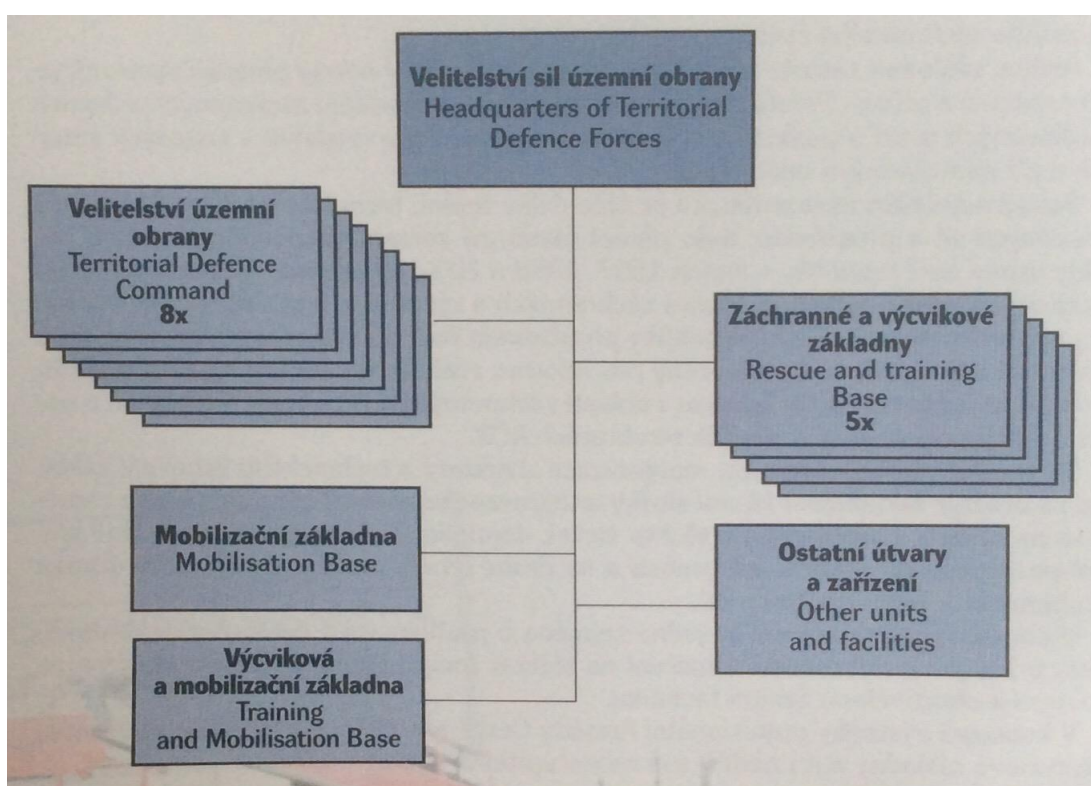 Velitelství sil územní obrany
Headquarters of Territorial
Defence Forces
Velitelství územní
obrany
Territorial Defence
Command
8x
Záchranné a výcvikové
základny
Rescue and training
Base
5x
Mobilizační základna
Mobilisation Base
Ostatní útvary
a zařízení
Other units
and facilities
Výcviková
a mobilizační základna
Training
and Mobilisation Base